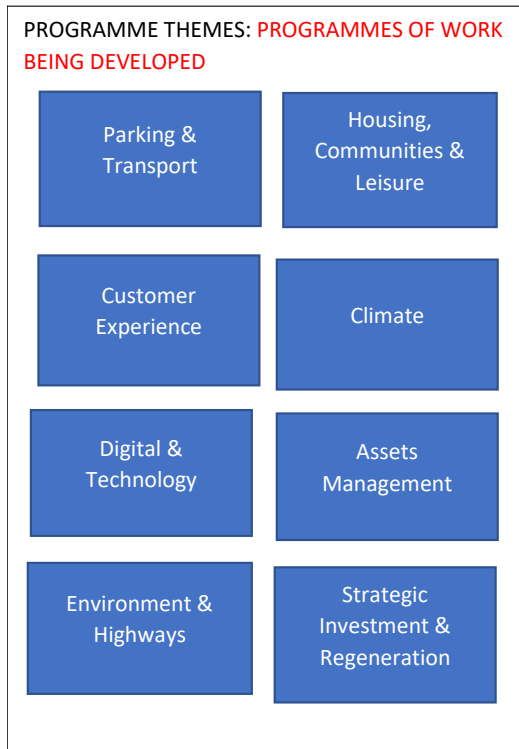 PROGRAMME THEMES: PROGRAMMES OF WORK
BEING DEVELOPED
Parking &
Transport
Housing,
Communities &
Leisure
Customer
Experience
Climate
Digital &
Technology
Assets
Management
Environment &
Highways
Strategic
Investment &
Regeneration